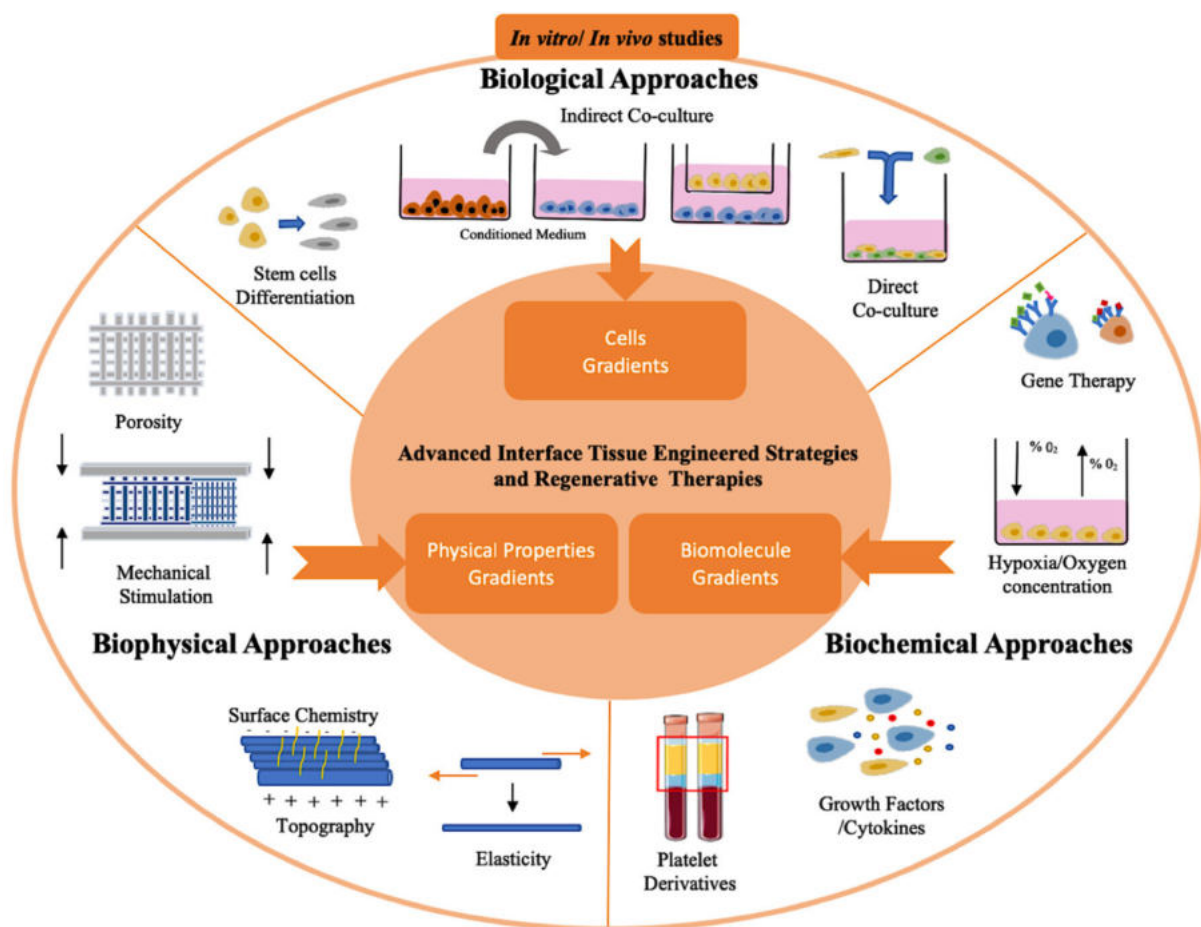 In vitro/ In vivo studies
Biological Approaches
Indirect Co-culture
Conditioned Medium
Stem cells
Differentiation
Direct
Co-culture
Cells
Gradients
Gene Therapy
Porosity
% 02
% 02
Advanced Interface Tissue Engineered Strategies
and Regenerative Therapies
Physical Properties
Gradients
Biomolecule
Gradients
Mechanical
Stimulation
Hypoxia/Oxygen
concentration
Biophysical Approaches
Biochemical Approaches
Surface Chemistry
- - - - - - -
+ + + + + + +
Topography
Elasticity
Platelet
Derivatives
Growth Factors
/Cytokines